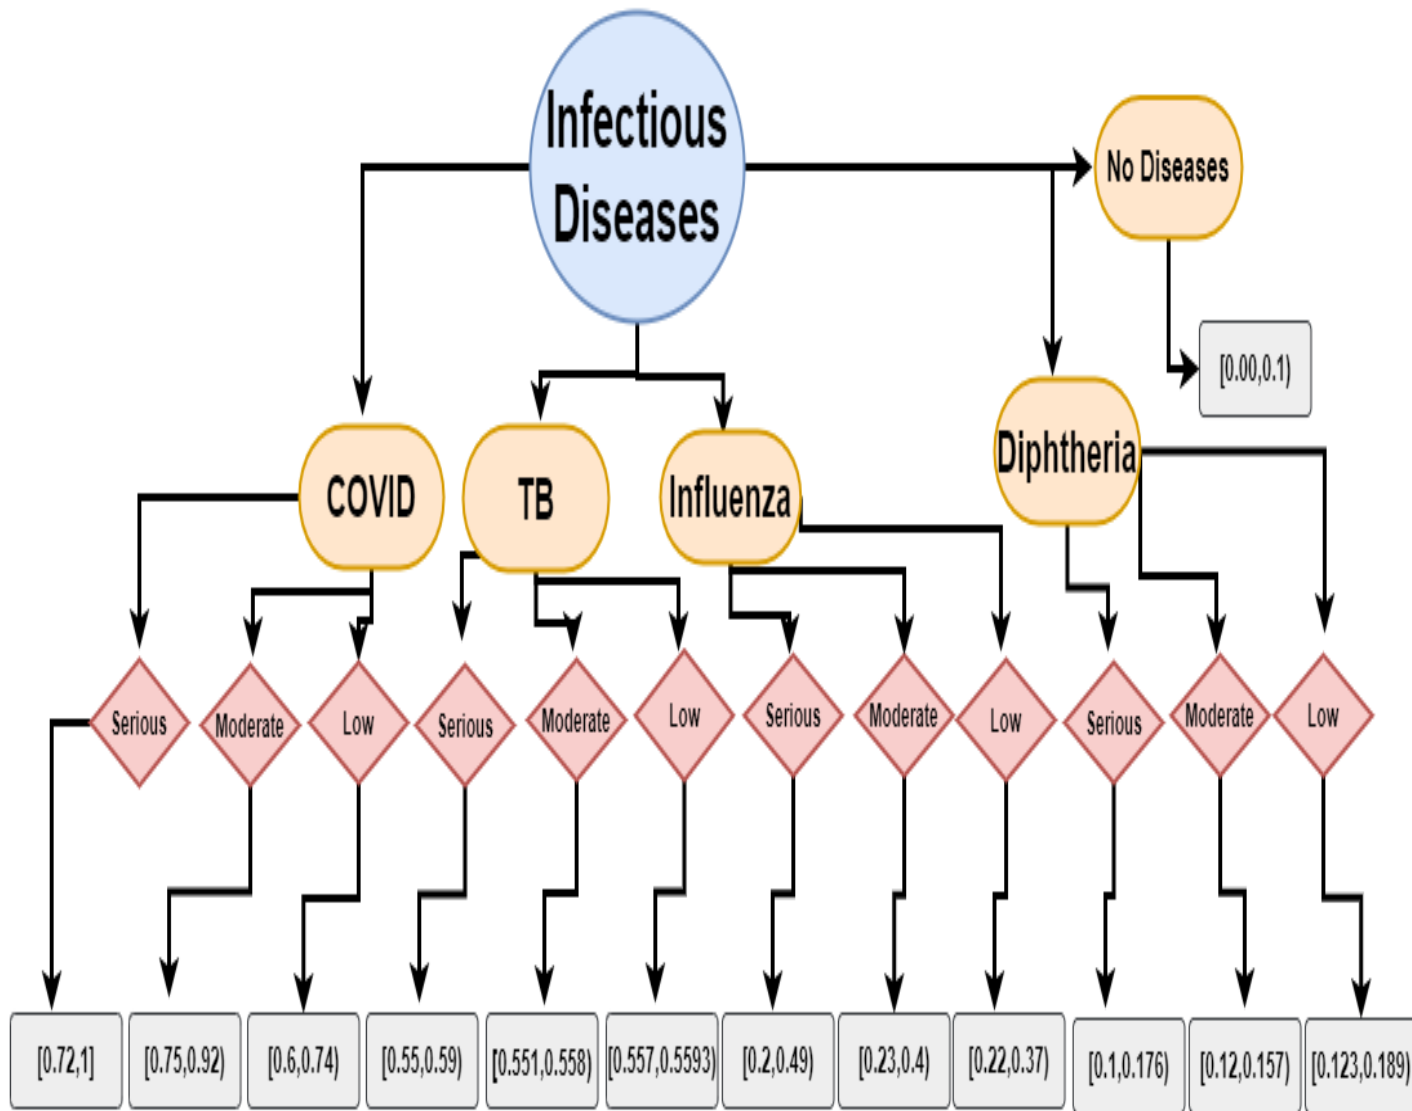 Infectious
Diseases
No Diseases
[0.00,0.1)
COVID
TB
Influenza
Diphtheria
Serious
Moderate
Low
Serious
Moderate
Low
Serious
Moderate
Low
Serious
Moderate
Low
[0.72,1]
[0.75,0.92)
[0.6,0.74)
[0.55,0.59)
[0.551,0.558)
[0.557,0.5593)
[0.2,0.49)
[0.23,0.4)
[0.22,0.37)
[0.1,0.176)
[0.12,0.157)
[0.123,0.189)